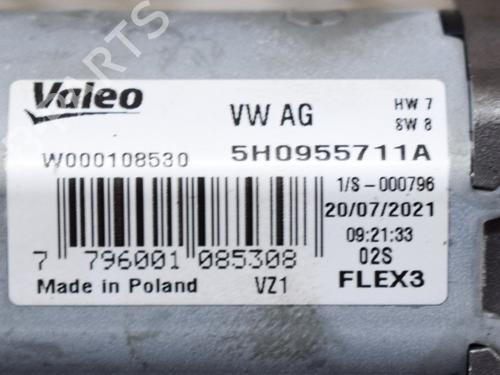 Valeo
VW AG
HW 7
SW 8
W000108530
5H0955711A
1/S-000796
20/07/2021
09:21:33
02S
7 796001 085308
Made in Poland
VZ1
FLEX3